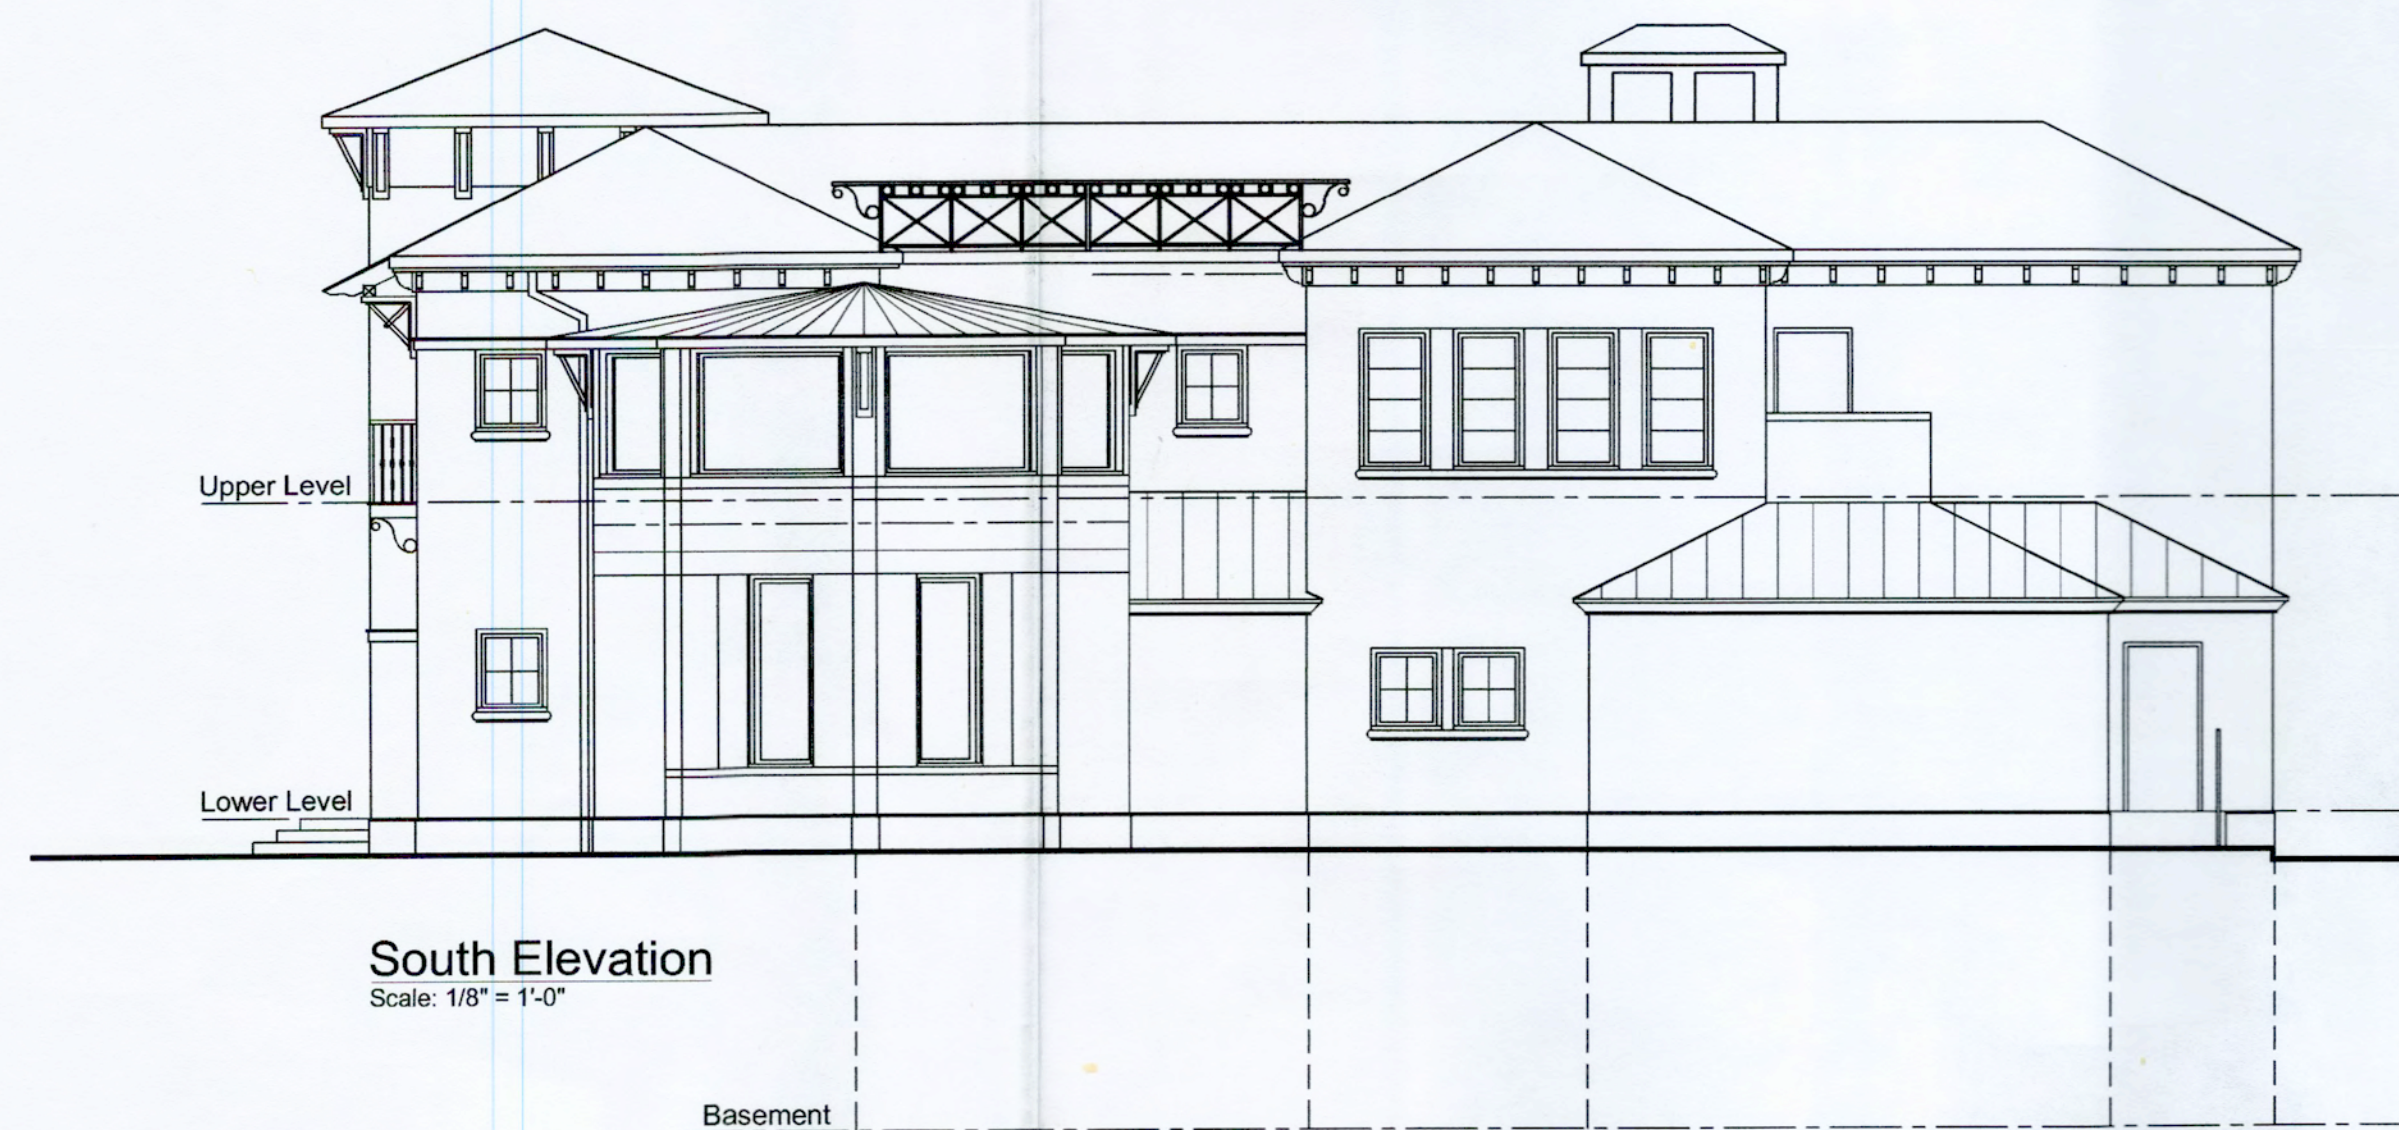 Upper Level
Lower Level
South Elevation
Scale: 1/8" = 1'-0"
Basement